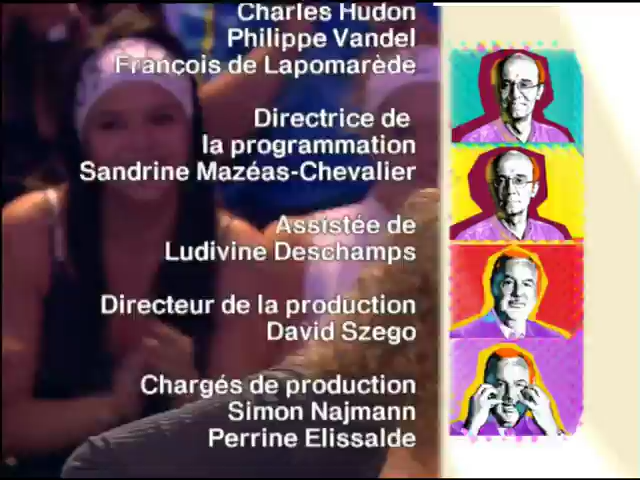 Charles Hudon
Philippe Vandel
François de Lapomarède
Directrice de
la programmation
Sandrine Mazéas-Chevalier
Assistée de
Ludivine Deschamps
Directeur de la production
David Szego
Chargés de production
Simon Najmann
Perrine Elissalde